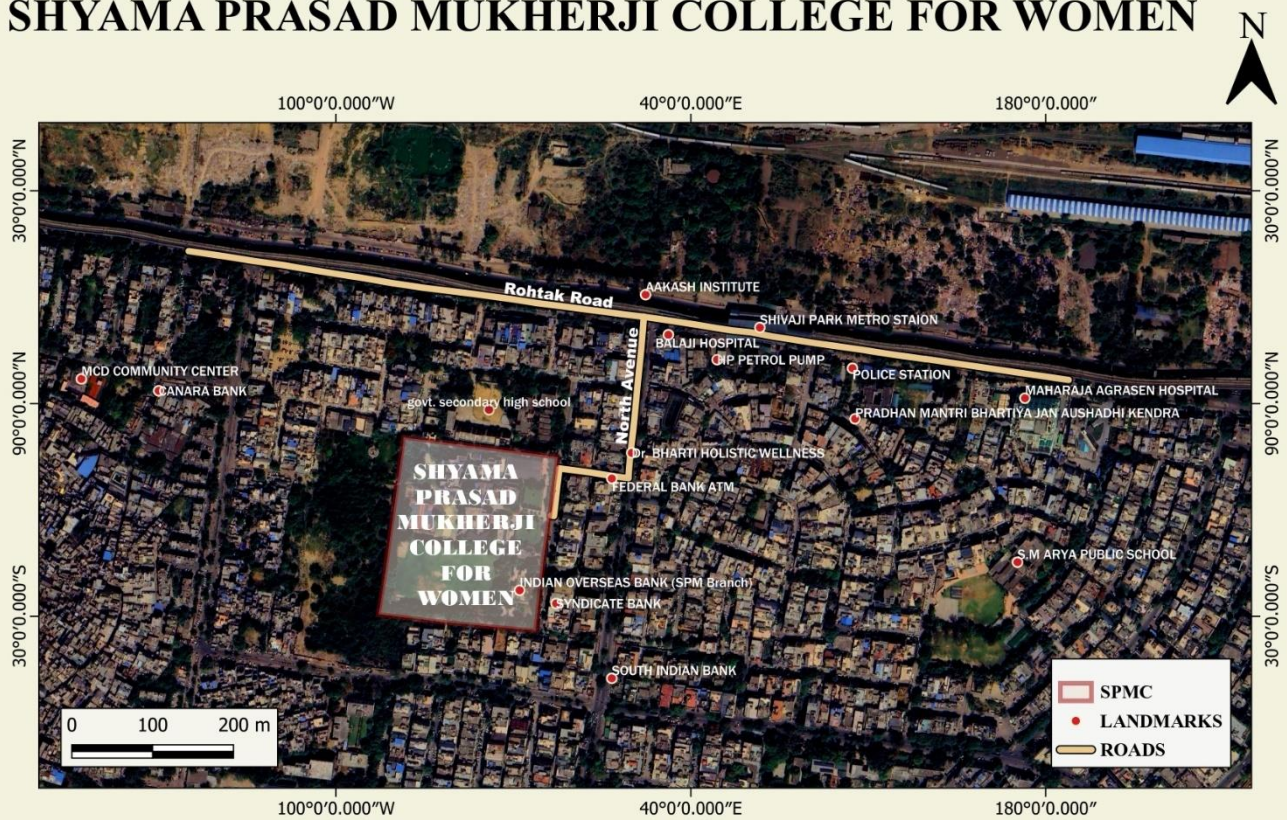 SHYAMA PRASAD MUKHERJI COLLEGE FOR WOMEN
N
100°0'0.000"W 40°0'0.000"E 180°0'0.000"
30°0'0.000"N 30°0'0.000"N
AAKASH INSTITUTE
Rohtak Road
SHIVAJI PARK METRO STAION
BALAJI HOSPITAL
HP PETROL PUMP
North Avenue
POLICE STATION
MCD COMMUNITY CENTER
CANARA BANK
MAHARAJA AGRASEN HOSPITAL
90°0'0.000"N 90°0'0.000"N
govt. secondary high school
PRADHAN MANTRI BHARTIYA JAN AUSHADHI KENDRA
Dr. BHARTI HOLISTIC WELLNESS
FEDERAL BANK ATM
SHYAMA
PRASAD
MUKHERJI
COLLEGE
FOR
WOMEN
S.M ARYA PUBLIC SCHOOL
INDIAN OVERSEAS BANK (SPM Branch)
SYNDICATE BANK
30°0'0.000"S 30°0'0.000"S
SOUTH INDIAN BANK
0 100 200 m
SPMC
LANDMARKS
ROADS
100°0'0.000"W 40°0'0.000"E 180°0'0.000"